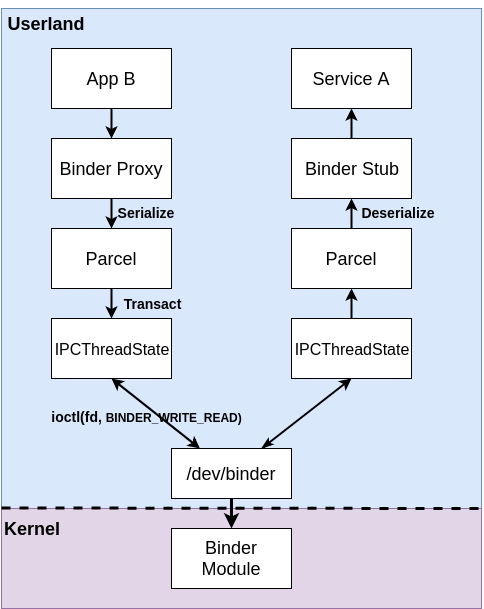 Userland
App B
Service A
Binder Proxy
Binder Stub
Serialize
Deserialize
Parcel
Parcel
Transact
IPCThreadState
IPCThreadState
ioctl(fd, BINDER_WRITE_READ)
/dev/binder
Kernel
Binder
Module